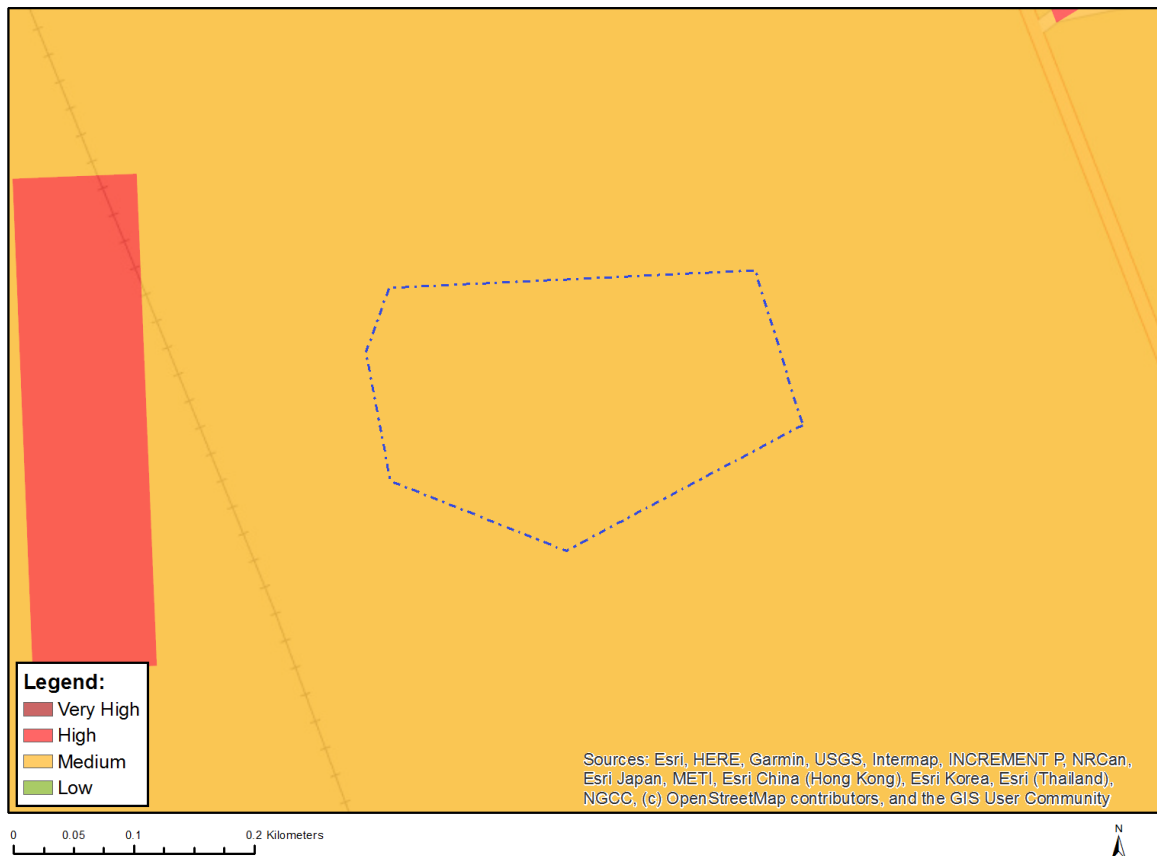 Legend:
Very High
High
Medium
Low
Sources: Esri, HERE, Garmin, USGS, Intermap, INCREMENT P, NRCan,
Esri Japan, METI, Esri China (Hong Kong), Esri Korea, Esri (Thailand),
NGCC, (c) OpenStreetMap contributors, and the GIS User Community
0 0.05 0.1 0.2 Kilometers
N